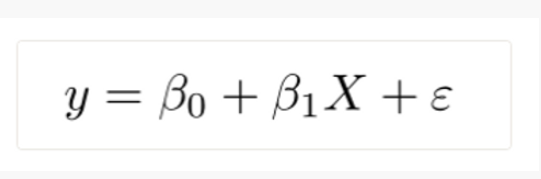 y = β₀ + β₁X + ε